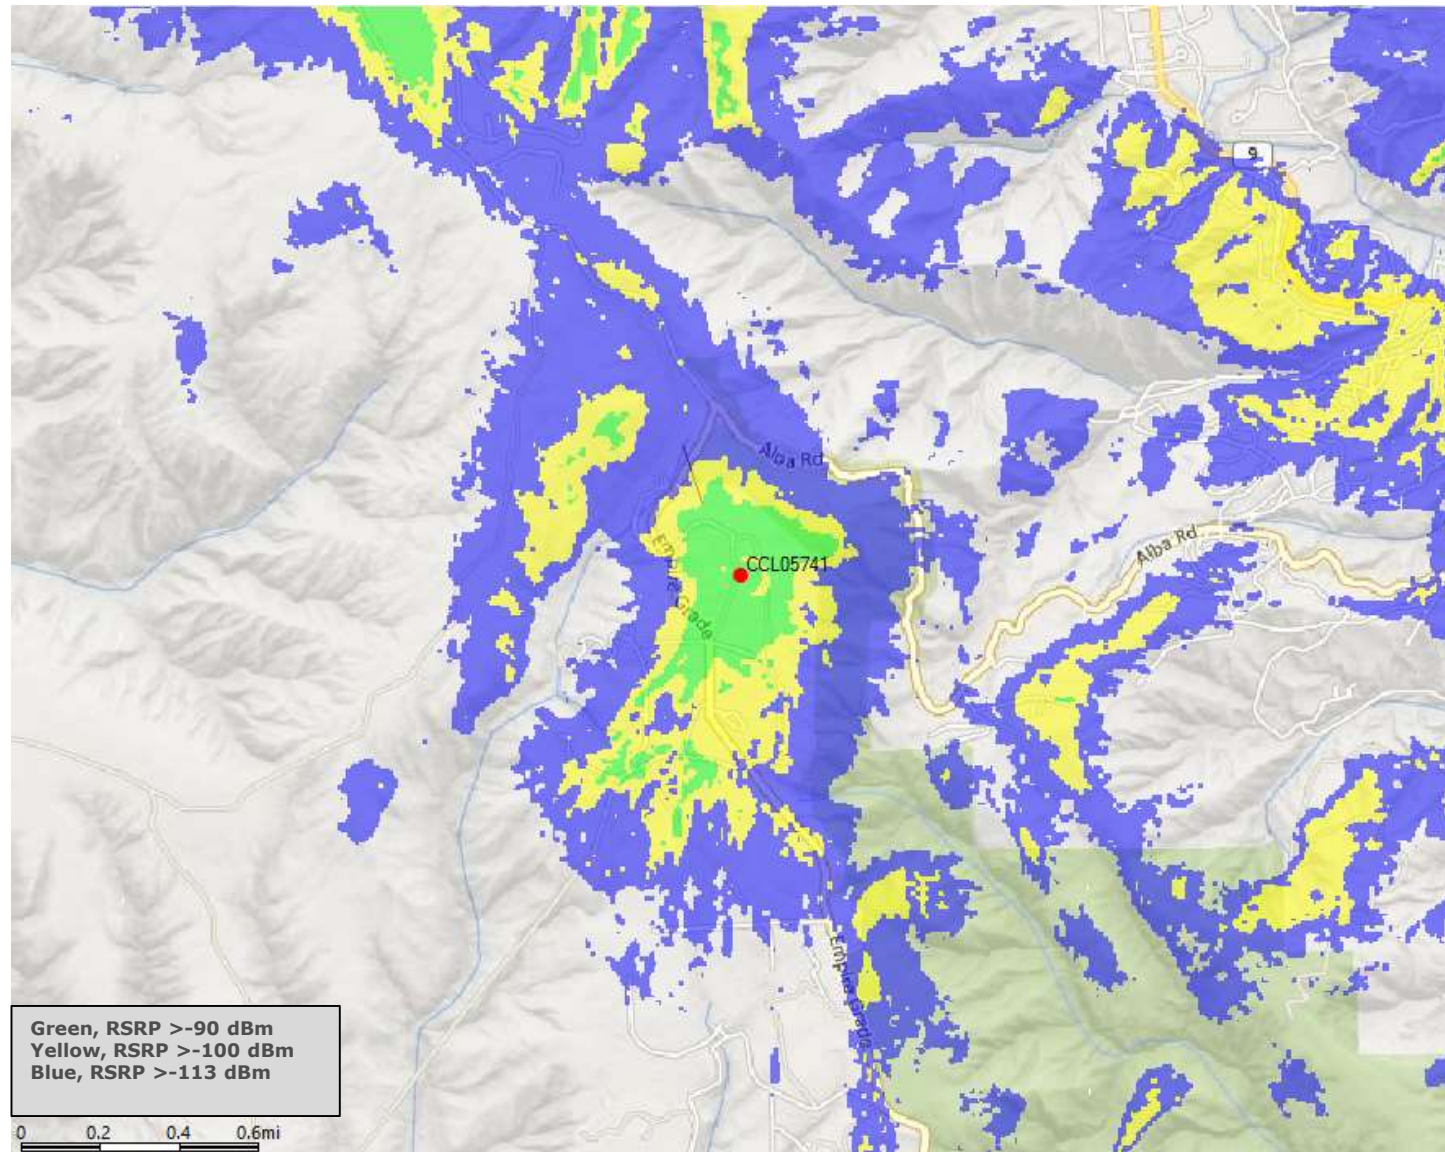 9
Alba Rd
Alba Rd
CCL05741
Empire Grade
Empire Grade
Green, RSRP >-90 dBm
Yellow, RSRP >-100 dBm
Blue, RSRP >-113 dBm
0 0.2 0.4 0.6mi